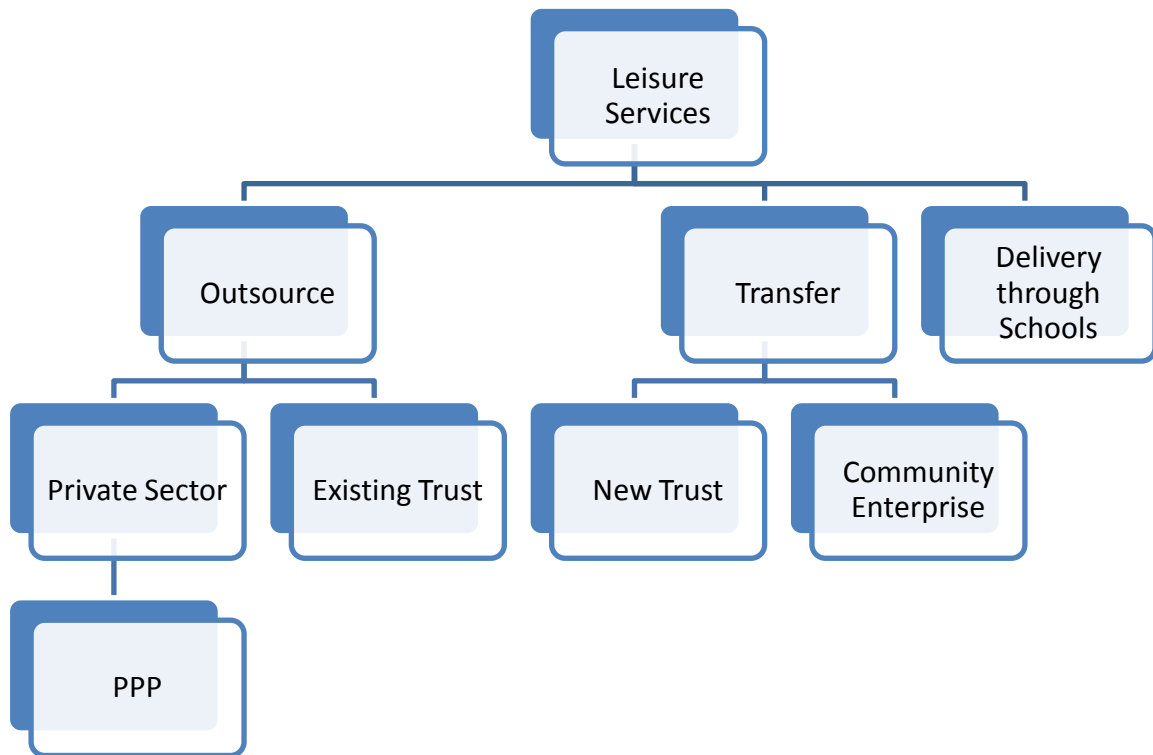 Leisure
Services
Outsource
Transfer
Delivery
through
Schools
Private Sector
Existing Trust
New Trust
Community
Enterprise
PPP